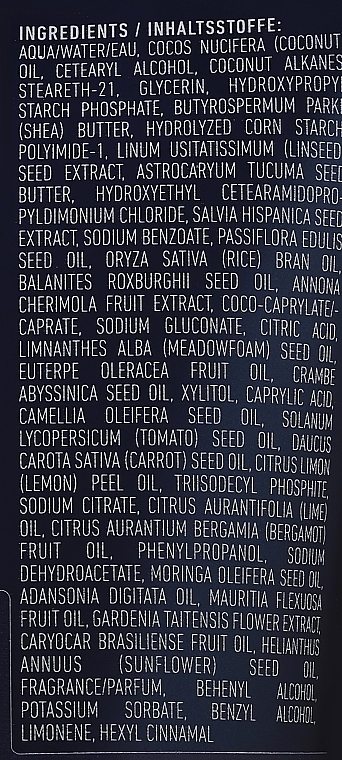 INGREDIENTS / INHALTSSTOFFE:
AQUA/WATER/EAU, COCOS NUCIFERA (COCONUT
OIL, CETEARYL ALCOHOL, COCONUT ALKANES
STEARETH-21, GLYCERIN, HYDROXYPROPY
STARCH PHOSPHATE, BUTYROSPERMUM PARKI
(SHEA) BUTTER, HYDROLYZED CORN STARCH
POLYIMIDE-1, LINUM USITATISSIMUM (LINSEED
SEED EXTRACT, ASTROCARYUM TUCUMA SEED
BUTTER, HYDROXYETHYL CETEARAMIDOPRO-
PYLDIMONIUM CHLORIDE, SALVIA HISPANICA SEED
EXTRACT, SODIUM BENZOATE, PASSIFLORA EDULIS
SEED OIL, ORYZA SATIVA (RICE) BRAN OIL,
BALANITES ROXBURGHII SEED OIL, ANNONA
CHERIMOLA FRUIT EXTRACT, COCO-CAPRYLATE/-
CAPRATE, SODIUM GLUCONATE, CITRIC ACID,
LIMNANTHES ALBA (MEADOWFOAM) SEED OIL,
EUTERPE OLERACEA FRUIT OIL, CRAMBE
ABYSSINICA SEED OIL, XYLITOL, CAPRYLIC ACID,
CAMELLIA OLEIFERA SEED OIL, SOLANUM
LYCOPERSICUM (TOMATO) SEED OIL, DAUCUS
CAROTA SATIVA (CARROT) SEED OIL, CITRUS LIMON
(LEMON) PEEL OIL, TRIISODECYL PHOSPHITE,
SODIUM CITRATE, CITRUS AURANTIFOLIA (LIME)
OIL, CITRUS AURANTIUM BERGAMIA (BERGAMOT)
FRUIT OIL, PHENYLPROPANOL, SODIUM
DEHYDROACETATE, MORINGA OLEIFERA SEED OIL,
ADANSONIA DIGITATA OIL, MAURITIA FLEXUOSA
FRUIT OIL, GARDENIA TAITENSIS FLOWER EXTRACT,
CARYOCAR BRASILIENSE FRUIT OIL, HELIANTHUS
ANNUUS (SUNFLOWER) SEED OIL,
FRAGRANCE/PARFUM, BEHENYL ALCOHOL,
POTASSIUM SORBATE, BENZYL ALCOHOL,
LIMONENE, HEXYL CINNAMAL